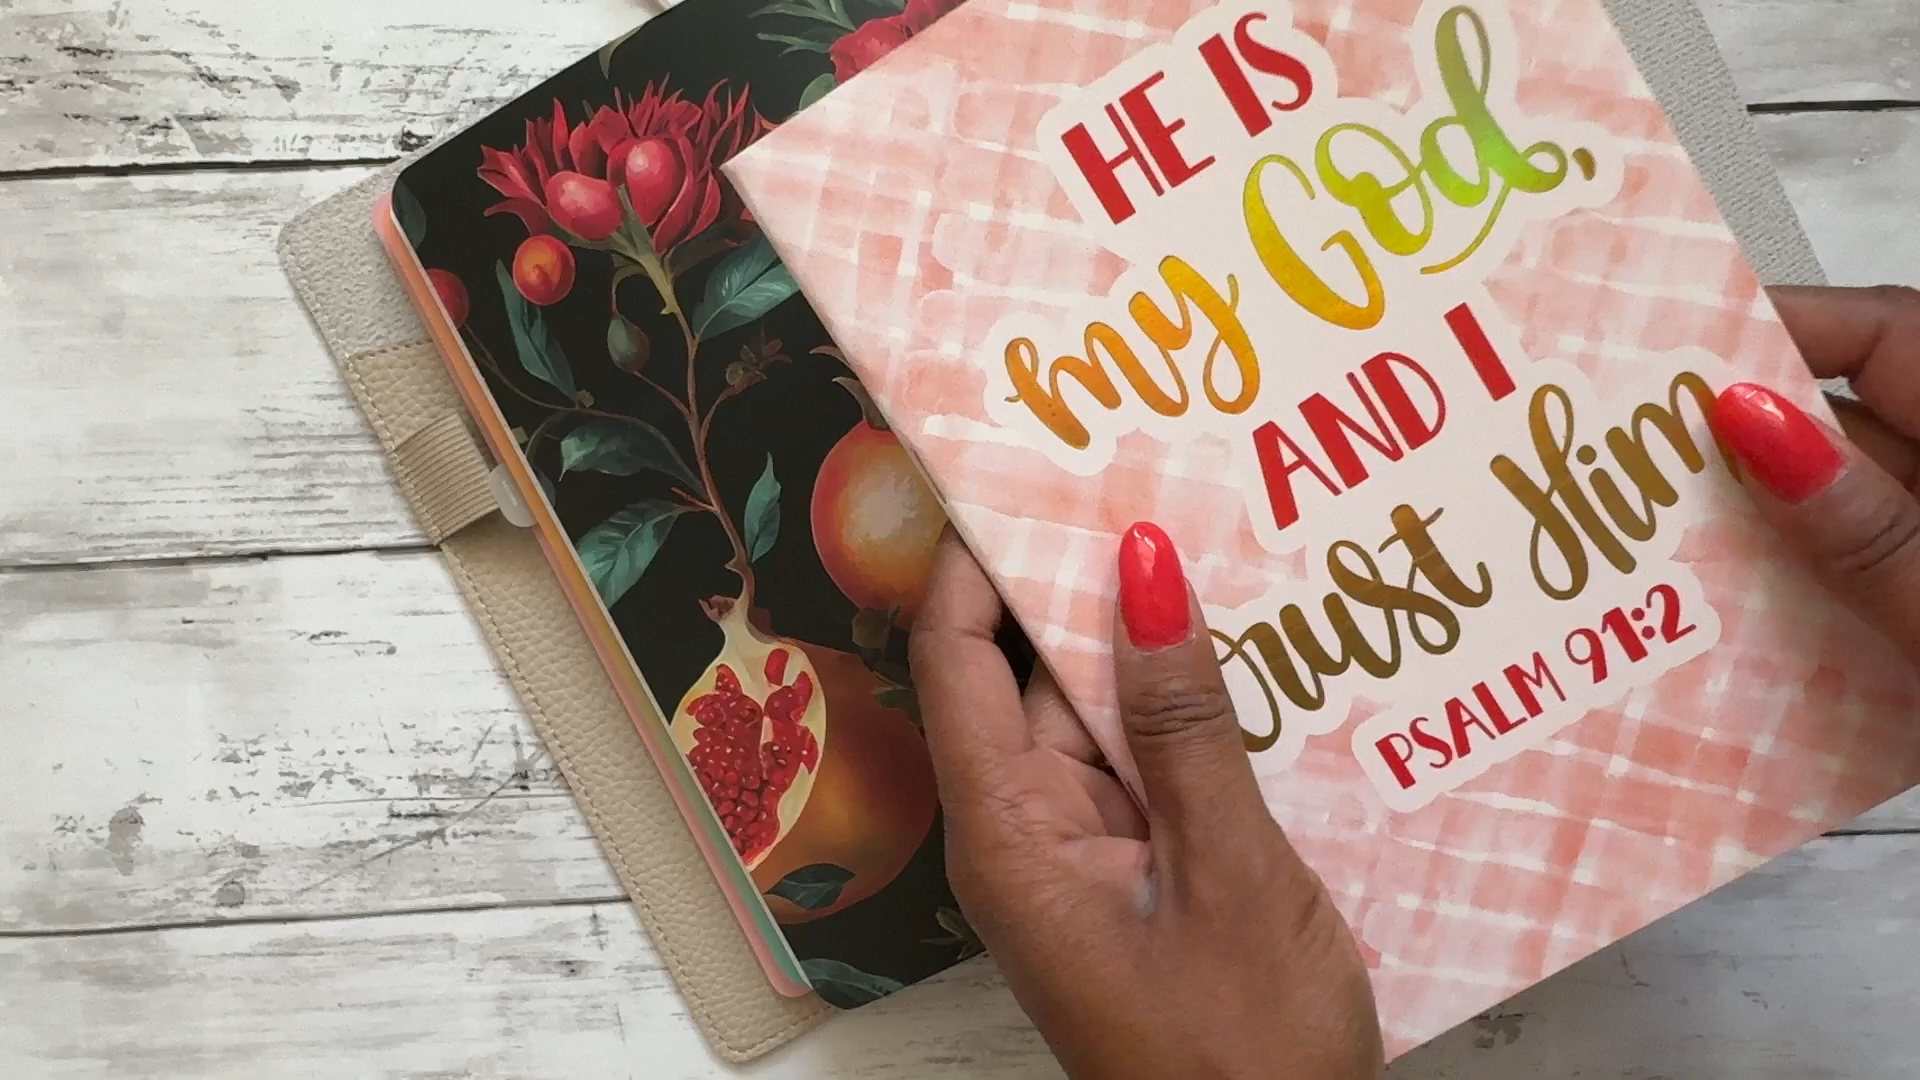 HE IS
my God,
AND I
trust Him
PSALM 91:2